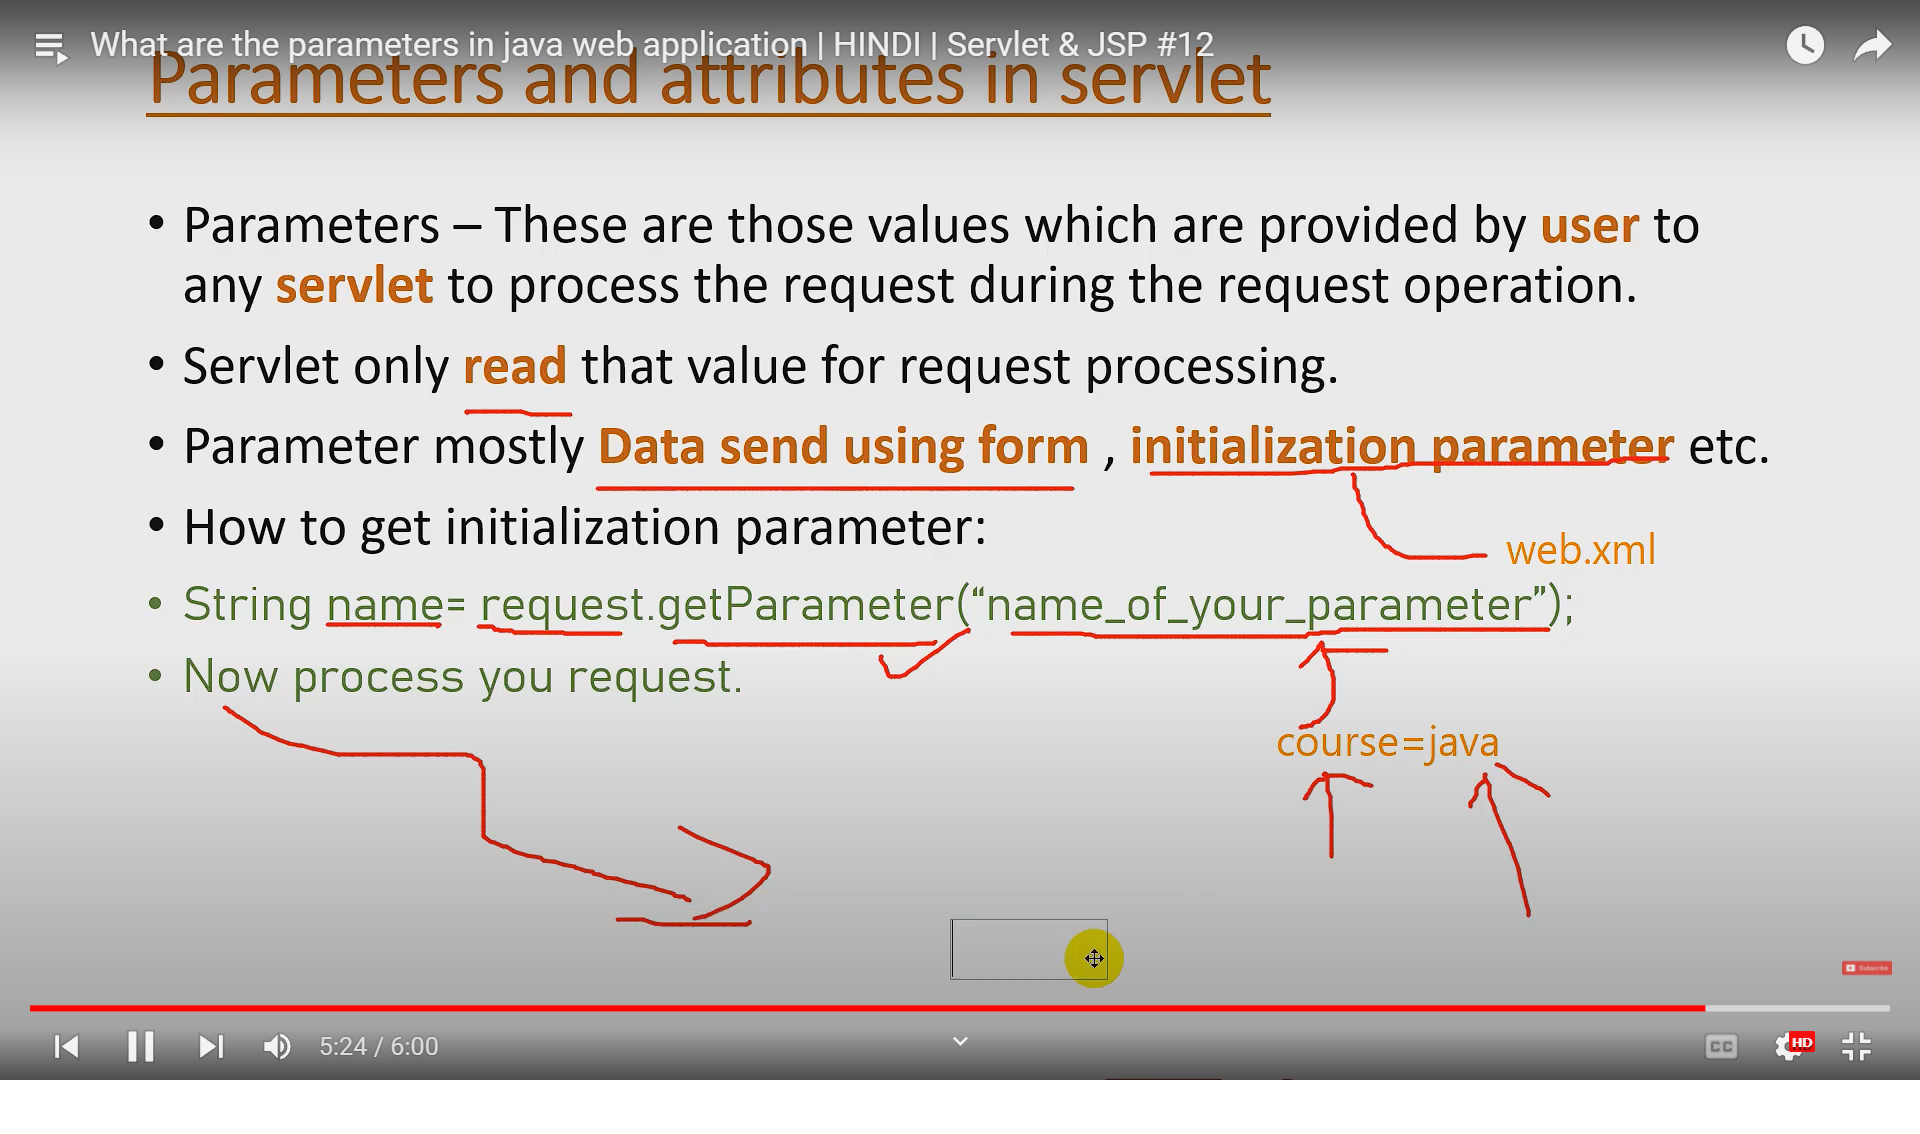 What are the parameters in java web application | HINDI | Servlet & JSP #12
Parameters and attributes in servlet
• Parameters – These are those values which are provided by user to
any servlet to process the request during the request operation.
• Servlet only read that value for request processing.
• Parameter mostly Data send using form , initialization parameter etc.
• How to get initialization parameter:
web.xml
• String name= request.getParameter(“name_of_your_parameter”);
• Now process you request.
course=java
Subscribe
5:24 / 6:00
CC
HD